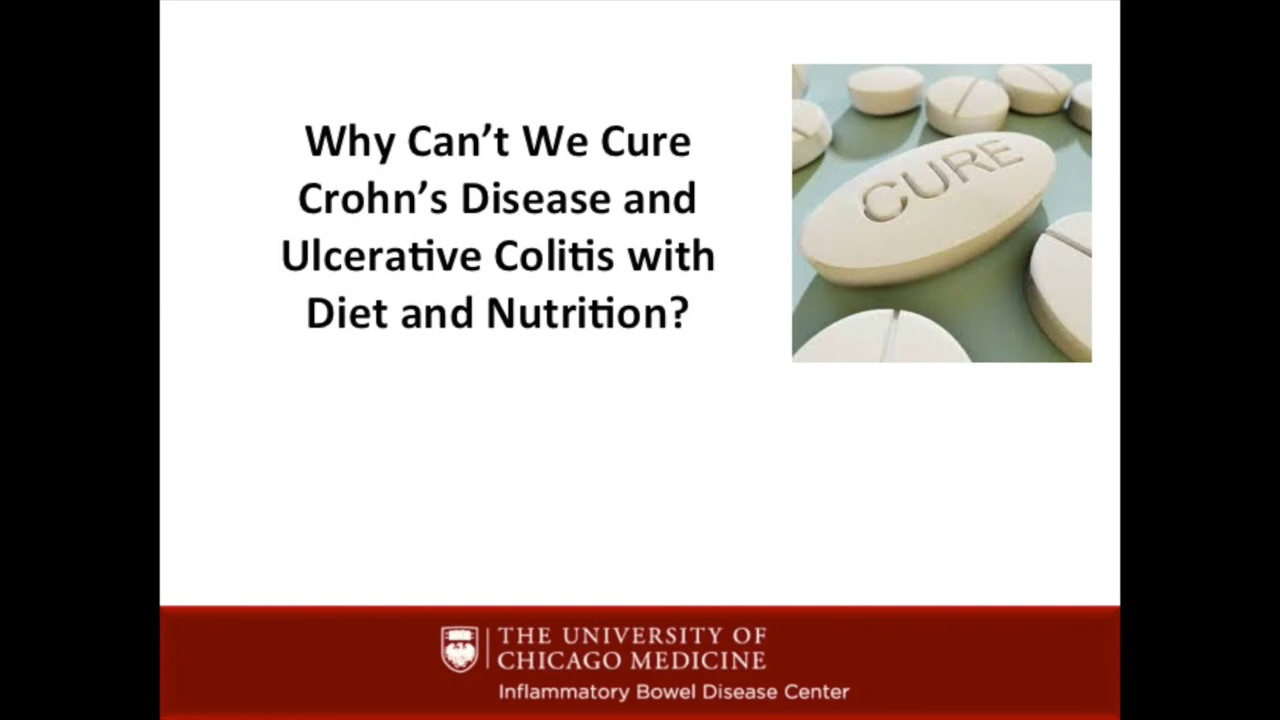 Why Can’t We Cure
Crohn’s Disease and
Ulcerative Colitis with
Diet and Nutrition?
CURE
THE UNIVERSITY OF
CHICAGO MEDICINE
Inflammatory Bowel Disease Center